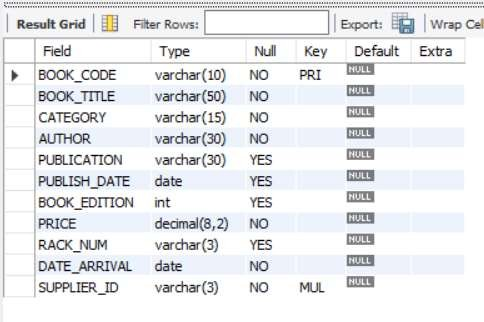 Result Grid Filter Rows: Export: Wrap Cel
Field Type Null Key Default Extra
BOOK_CODE varchar(10) NO PRI NULL
BOOK_TITLE varchar(50) NO NULL
CATEGORY varchar(15) NO NULL
AUTHOR varchar(30) NO NULL
PUBLICATION varchar(30) YES NULL
PUBLISH_DATE date YES NULL
BOOK_EDITION int YES NULL
PRICE decimal(8,2) NO NULL
RACK_NUM varchar(3) YES NULL
DATE_ARRIVAL date NO NULL
SUPPLIER_ID varchar(3) NO MUL NULL